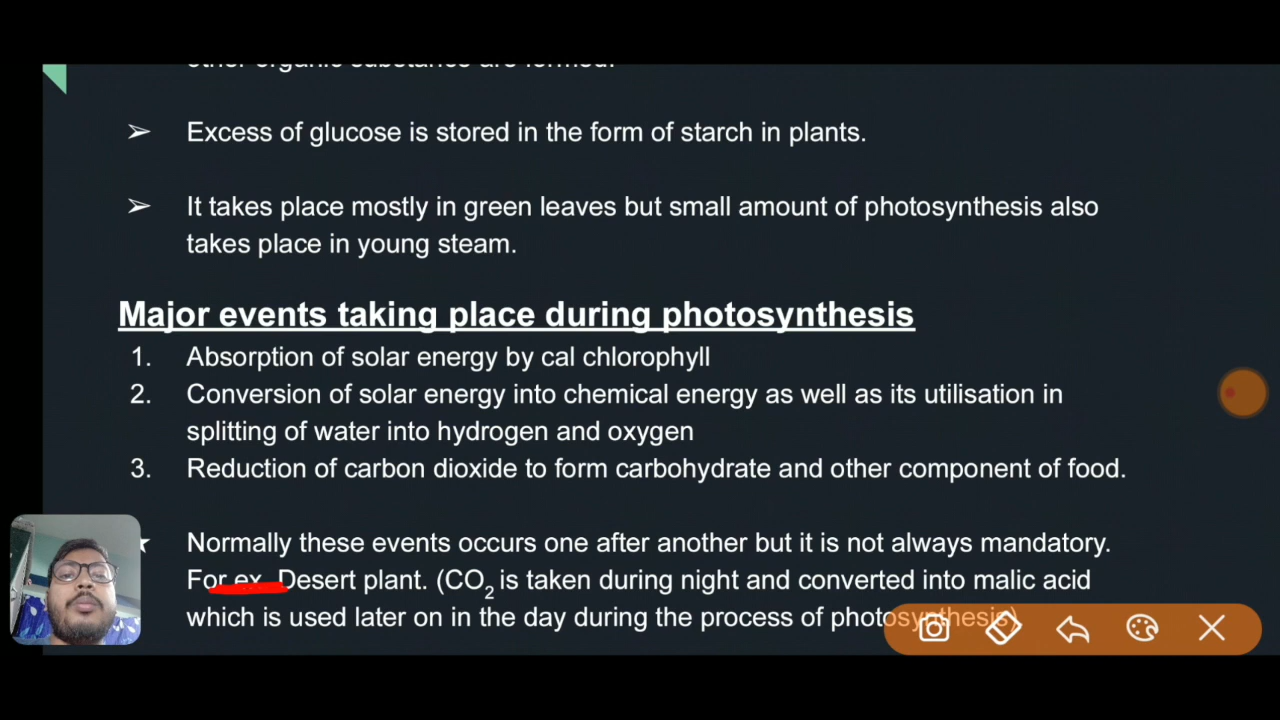 other organic substance are formed.
➢ Excess of glucose is stored in the form of starch in plants.
➢ It takes place mostly in green leaves but small amount of photosynthesis also
takes place in young steam.
Major events taking place during photosynthesis
1. Absorption of solar energy by cal chlorophyll
2. Conversion of solar energy into chemical energy as well as its utilisation in
splitting of water into hydrogen and oxygen
3. Reduction of carbon dioxide to form carbohydrate and other component of food.
★ Normally these events occurs one after another but it is not always mandatory.
For ex. Desert plant. (CO₂ is taken during night and converted into malic acid
which is used later on in the day during the process of photosynthesis)